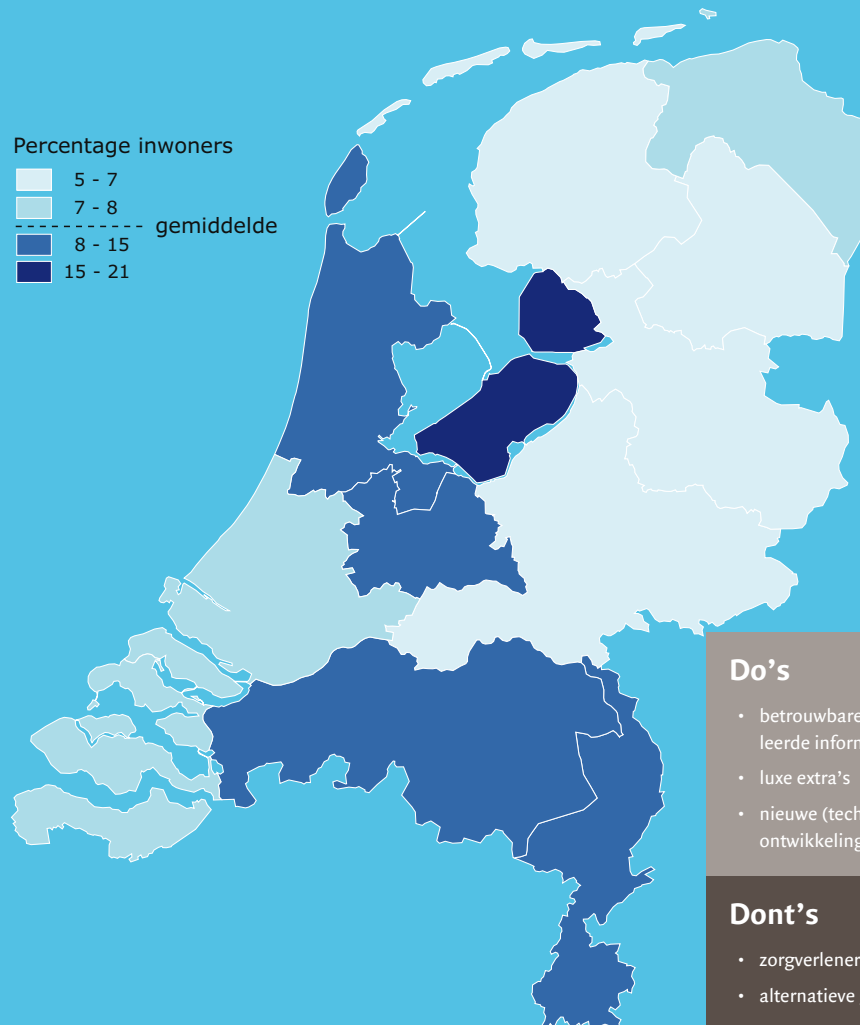 Percentage inwoners
5 - 7
7 - 8
gemiddelde
8 - 15
15 - 21
Do's
• betrouwbare
leerde inforn
• luxe extra's
• nieuwe (tech
ontwikkeling
Dont's
• zorgverlener
• alternatieve